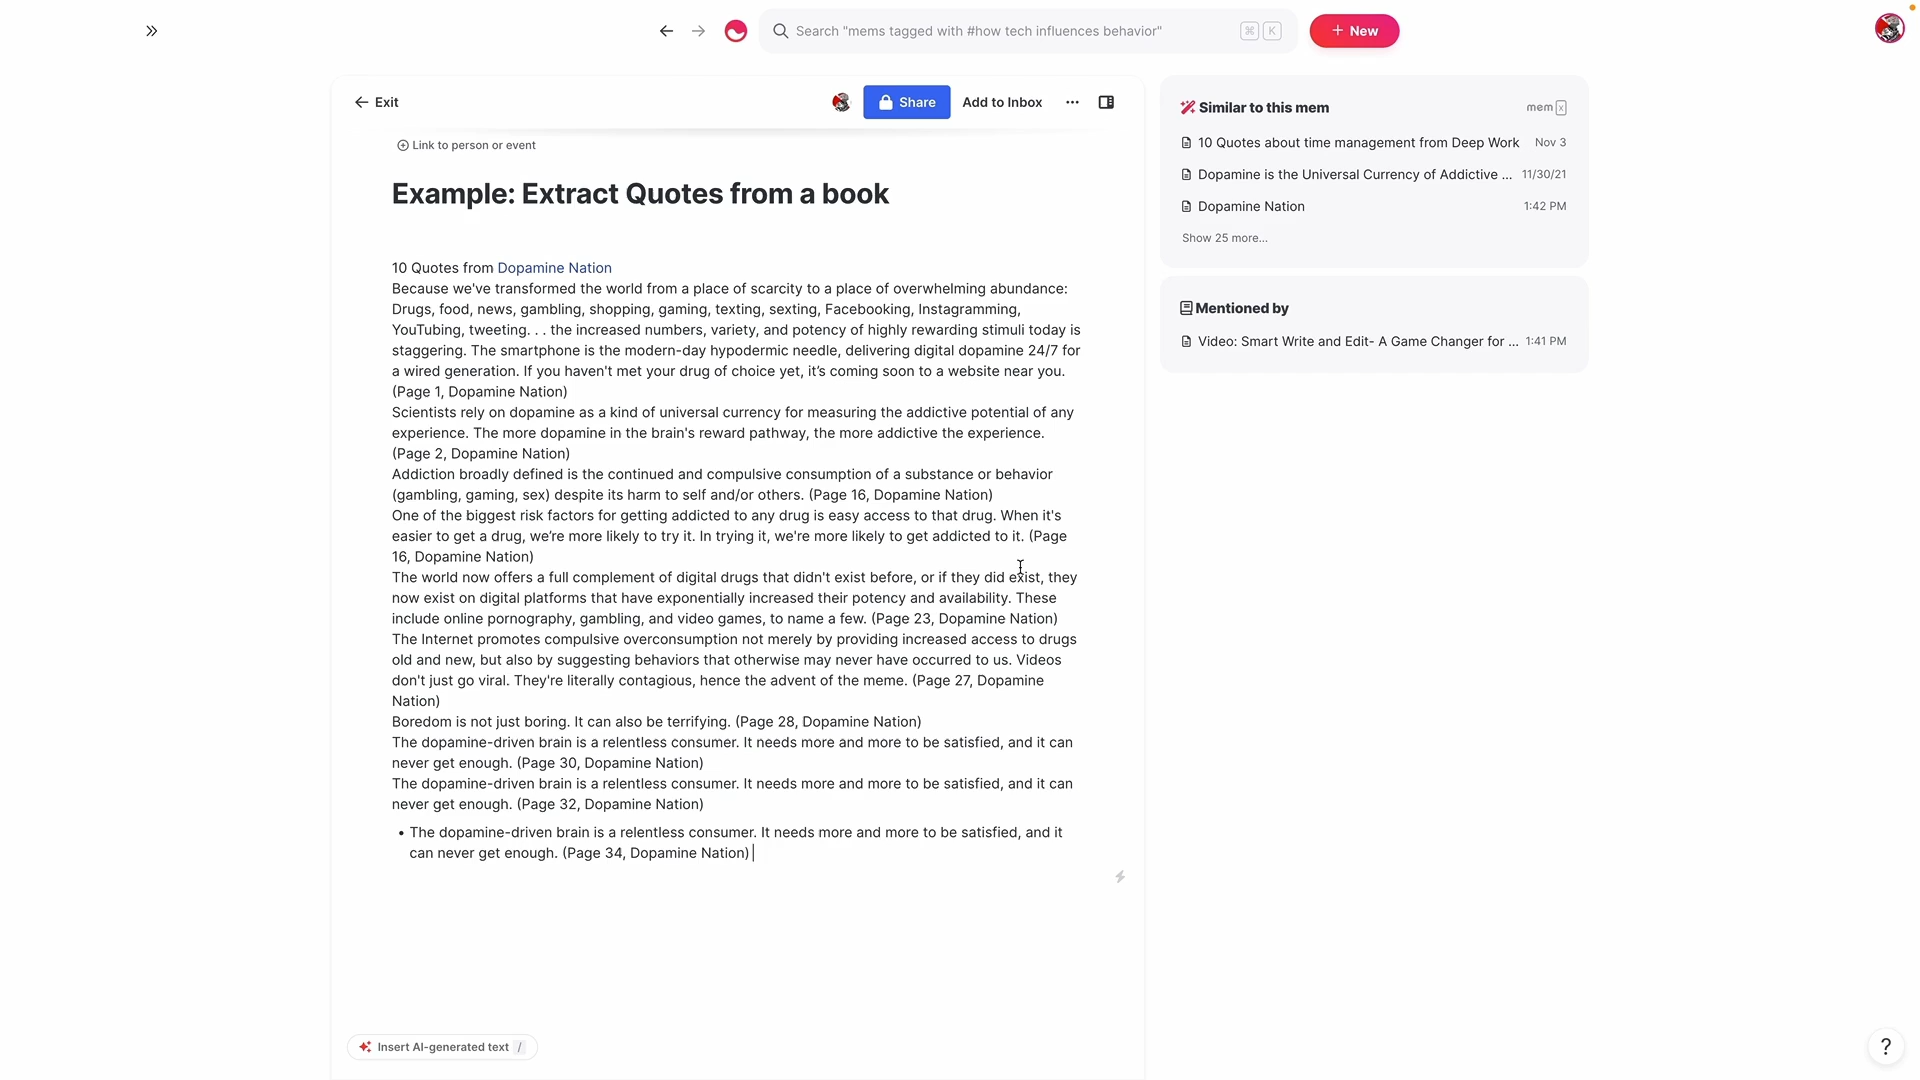 Search "mems tagged with #how tech influences behavior"
⌘ K
+ New
Exit
Share
Add to Inbox
Link to person or event
Example: Extract Quotes from a book
10 Quotes from Dopamine Nation
Because we've transformed the world from a place of scarcity to a place of overwhelming abundance:
Drugs, food, news, gambling, shopping, gaming, texting, sexting, Facebooking, Instagramming,
YouTubing, tweeting. . . the increased numbers, variety, and potency of highly rewarding stimuli today is
staggering. The smartphone is the modern-day hypodermic needle, delivering digital dopamine 24/7 for
a wired generation. If you haven't met your drug of choice yet, it's coming soon to a website near you.
(Page 1, Dopamine Nation)
Scientists rely on dopamine as a kind of universal currency for measuring the addictive potential of any
experience. The more dopamine in the brain's reward pathway, the more addictive the experience.
(Page 2, Dopamine Nation)
Addiction broadly defined is the continued and compulsive consumption of a substance or behavior
(gambling, gaming, sex) despite its harm to self and/or others. (Page 16, Dopamine Nation)
One of the biggest risk factors for getting addicted to any drug is easy access to that drug. When it's
easier to get a drug, we’re more likely to try it. In trying it, we're more likely to get addicted to it. (Page
16, Dopamine Nation)
The world now offers a full complement of digital drugs that didn't exist before, or if they did exist, they
now exist on digital platforms that have exponentially increased their potency and availability. These
include online pornography, gambling, and video games, to name a few. (Page 23, Dopamine Nation)
The Internet promotes compulsive overconsumption not merely by providing increased access to drugs
old and new, but also by suggesting behaviors that otherwise may never have occurred to us. Videos
don't just go viral. They're literally contagious, hence the advent of the meme. (Page 27, Dopamine
Nation)
Boredom is not just boring. It can also be terrifying. (Page 28, Dopamine Nation)
The dopamine-driven brain is a relentless consumer. It needs more and more to be satisfied, and it can
never get enough. (Page 30, Dopamine Nation)
The dopamine-driven brain is a relentless consumer. It needs more and more to be satisfied, and it can
never get enough. (Page 32, Dopamine Nation)
• The dopamine-driven brain is a relentless consumer. It needs more and more to be satisfied, and it
can never get enough. (Page 34, Dopamine Nation)
Insert AI-generated text /
Similar to this mem
mem x
10 Quotes about time management from Deep Work Nov 3
Dopamine is the Universal Currency of Addictive ... 11/30/21
Dopamine Nation 1:42 PM
Show 25 more...
Mentioned by
Video: Smart Write and Edit- A Game Changer for ... 1:41 PM
?